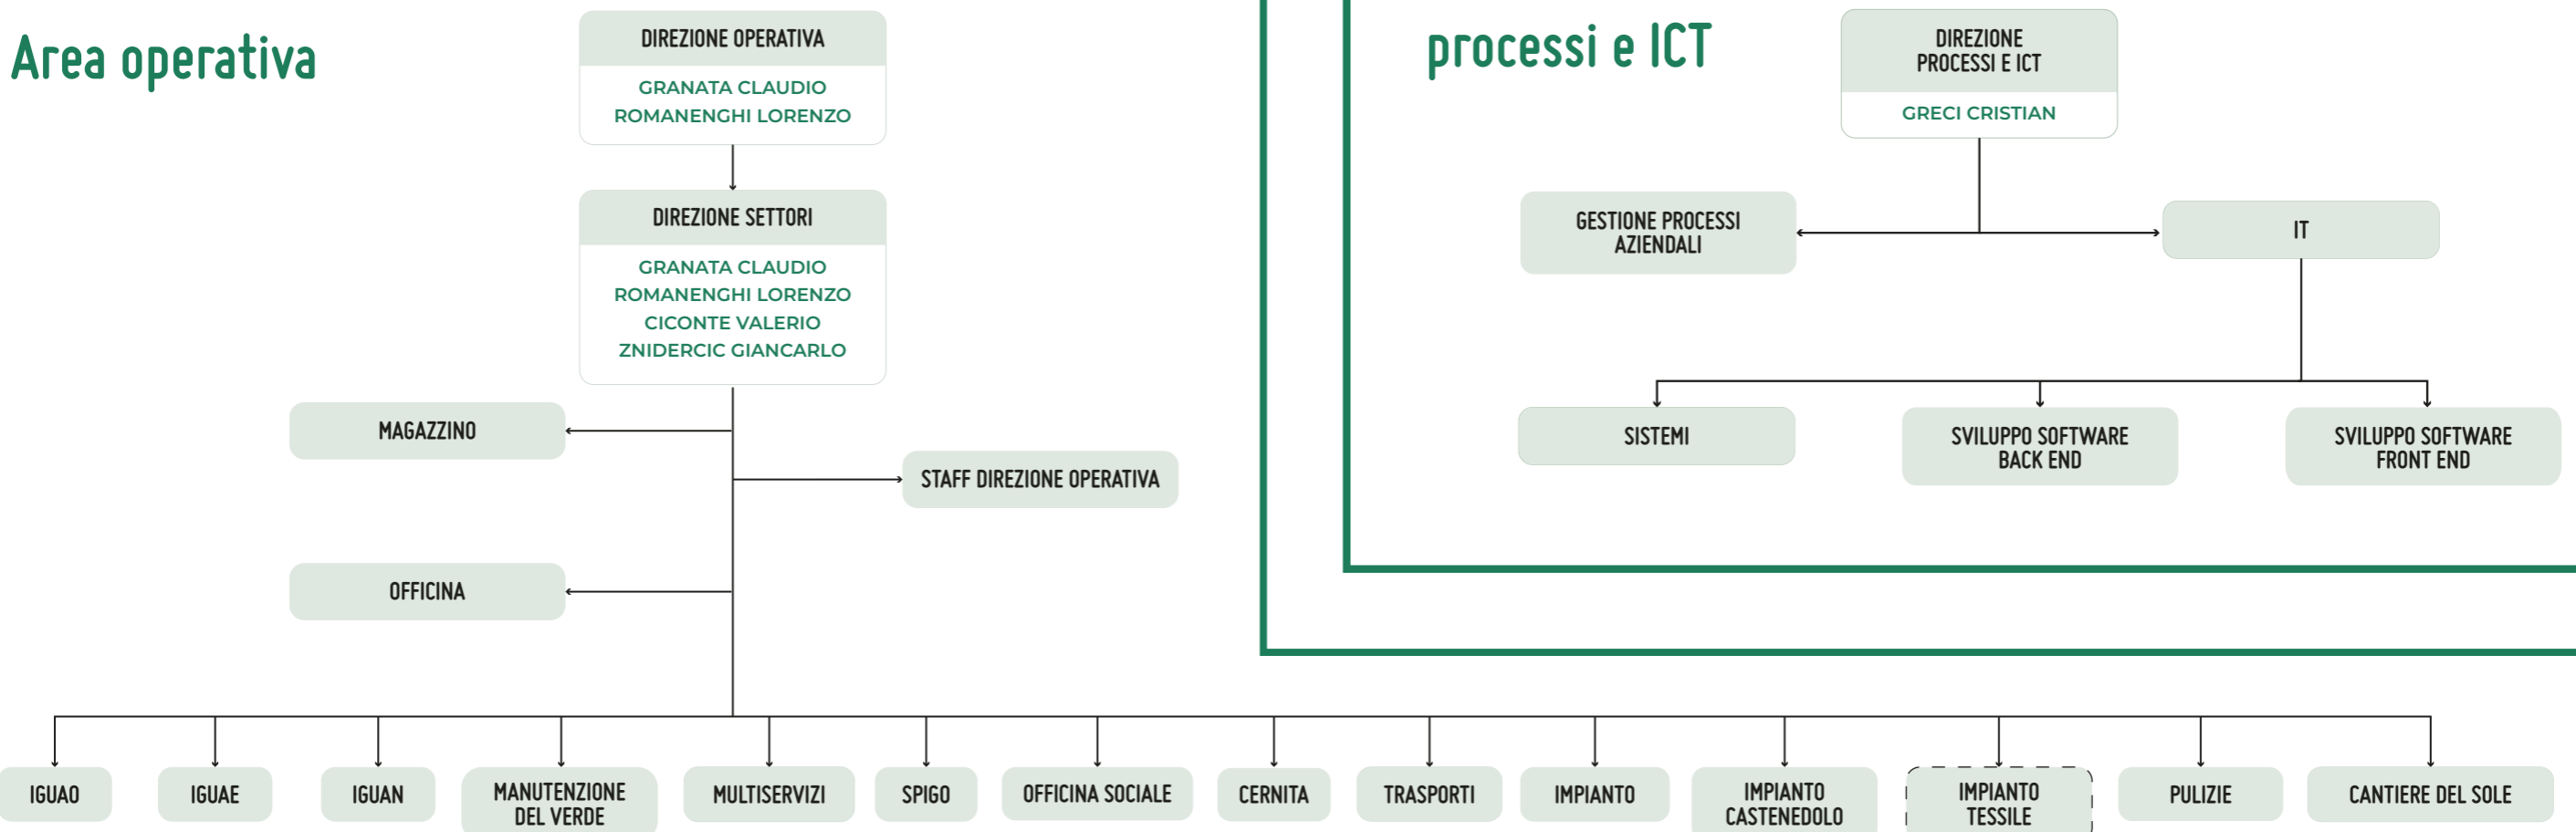 Area operativa
DIREZIONE OPERATIVA
GRANATA CLAUDIO
ROMANENGHI LORENZO
DIREZIONE SETTORI
GRANATA CLAUDIO
ROMANENGHI LORENZO
CICONTE VALERIO
ZNIDERCIC GIANCARLO
MAGAZZINO
STAFF DIREZIONE OPERATIVA
OFFICINA
processi e ICT
DIREZIONE
PROCESSI E ICT
GRECI CRISTIAN
GESTIONE PROCESSI
AZIENDALI
IT
SISTEMI
SVILUPPO SOFTWARE
BACK END
SVILUPPO SOFTWARE
FRONT END
IGUAO
IGUAE
IGUAN
MANUTENZIONE
DEL VERDE
MULTISERVIZI
SPIGO
OFFICINA SOCIALE
CERNITA
TRASPORTI
IMPIANTO
IMPIANTO
CASTENEDOLO
IMPIANTO
TESSILE
PULIZIE
CANTIERE DEL SOLE